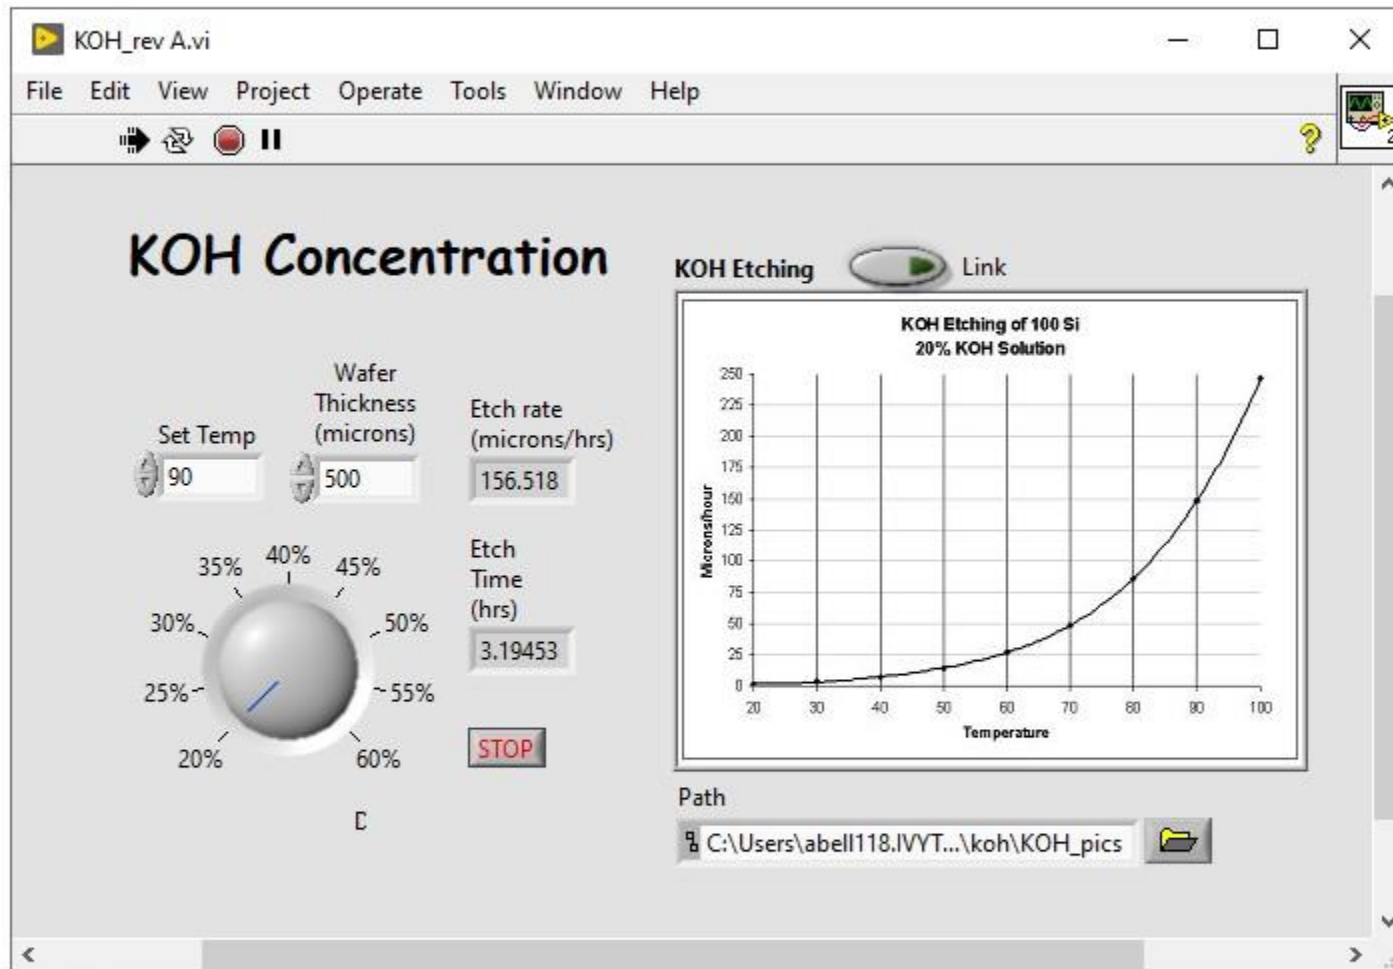 KOH_rev A.vi
File Edit View Project Operate Tools Window Help
?
2
KOH Concentration
KOH Etching
Link
Set Temp
90
Wafer
Thickness
(microns)
500
Etch rate
(microns/hrs)
156.518
20%
25%
30%
35%
40%
45%
50%
55%
60%
Etch
Time
(hrs)
3.19453
STOP
KOH Etching of 100 Si
20% KOH Solution
Microns/hour
250
225
200
175
150
125
100
75
50
25
0
20 30 40 50 60 70 80 90 100
Temperature
Path
C:\Users\abell118.IVYT...\koh\KOH_pics